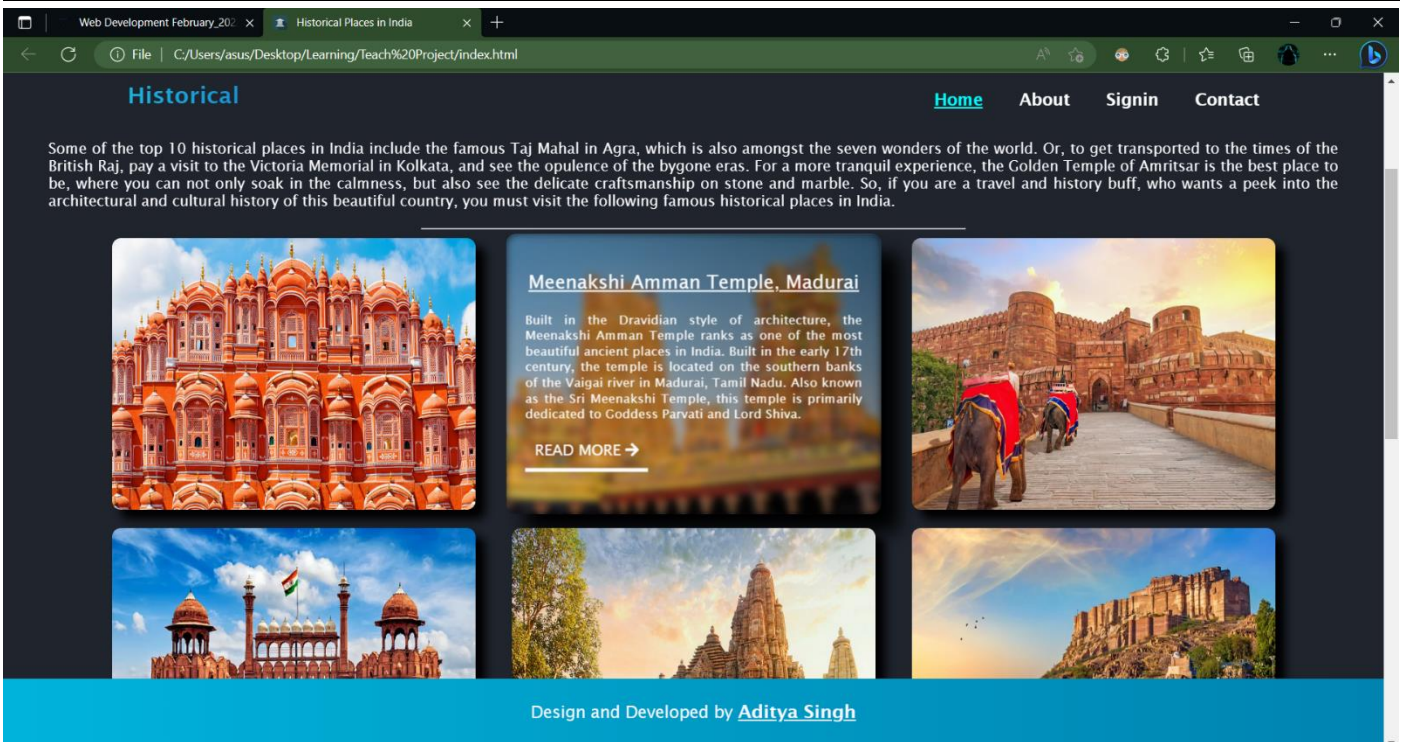 Web Development February_202
Historical Places in India
File | C:/Users/asus/Desktop/Learning/Teach%20Project/index.html
Historical
Home About Signin Contact
Some of the top 10 historical places in India include the famous Taj Mahal in Agra, which is also amongst the seven wonders of the world. Or, to get transported to the times of the
British Raj, pay a visit to the Victoria Memorial in Kolkata, and see the opulence of the bygone eras. For a more tranquil experience, the Golden Temple of Amritsar is the best place to
be, where you can not only soak in the calmness, but also see the delicate craftsmanship on stone and marble. So, if you are a travel and history buff, who wants a peek into the
architectural and cultural history of this beautiful country, you must visit the following famous historical places in India.
Meenakshi Amman Temple, Madurai
Built in the Dravidian style of architecture, the
Meenakshi Amman Temple ranks as one of the most
beautiful ancient places in India. Built in the early 17th
century, the temple is located on the southern banks
of the Vaigai river in Madurai, Tamil Nadu. Also known
as the Sri Meenakshi Temple, this temple is primarily
dedicated to Goddess Parvati and Lord Shiva.
READ MORE →
Design and Developed by Aditya Singh